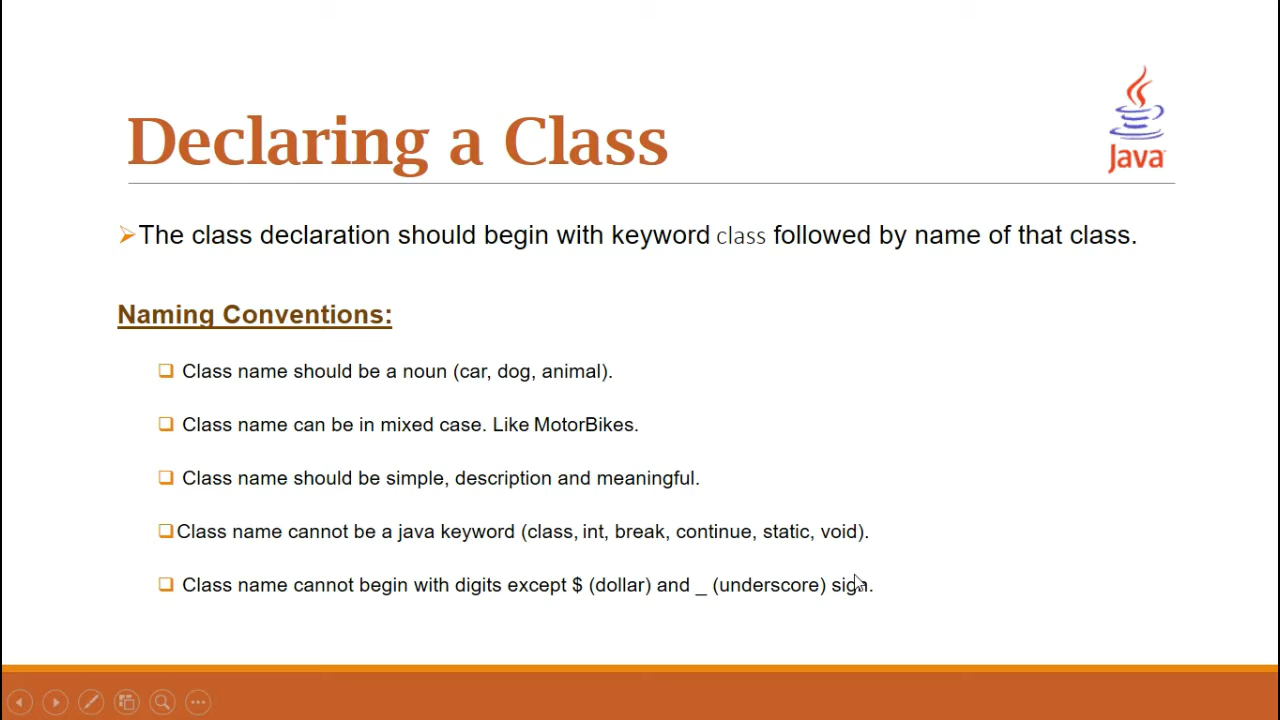 Declaring a Class
Java
The class declaration should begin with keyword class followed by name of that class.
Naming Conventions:
Class name should be a noun (car, dog, animal).
Class name can be in mixed case. Like MotorBikes.
Class name should be simple, description and meaningful.
Class name cannot be a java keyword (class, int, break, continue, static, void).
Class name cannot begin with digits except $ (dollar) and _ (underscore) sign.